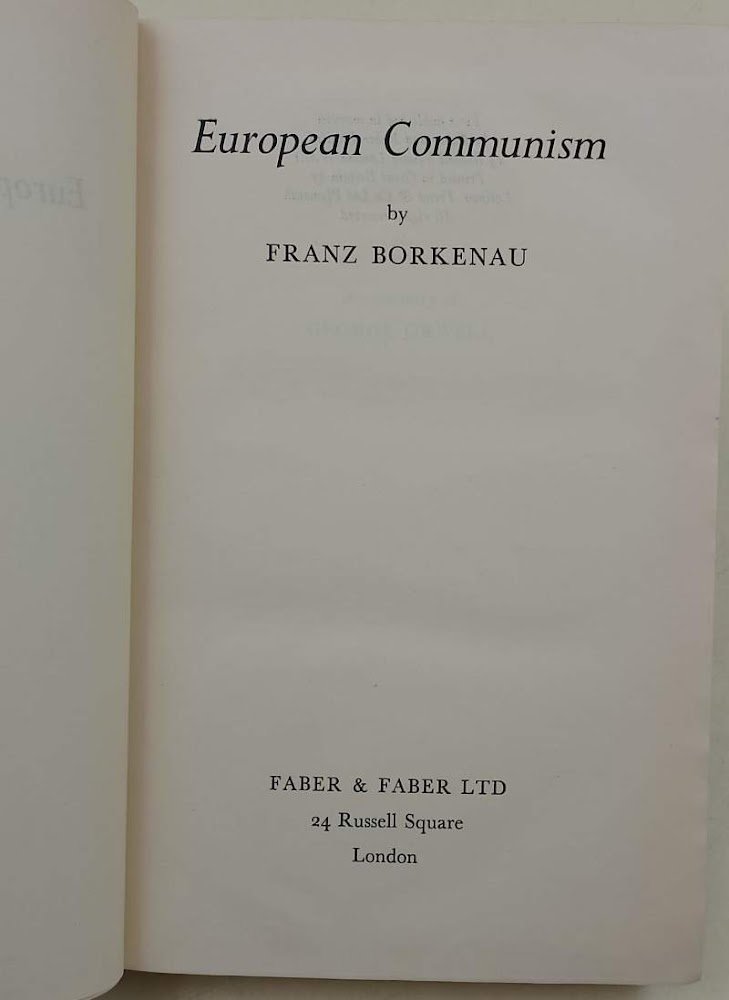 European Communism
by
FRANZ BORKENAU
FABER & FABER LTD
24 Russell Square
London